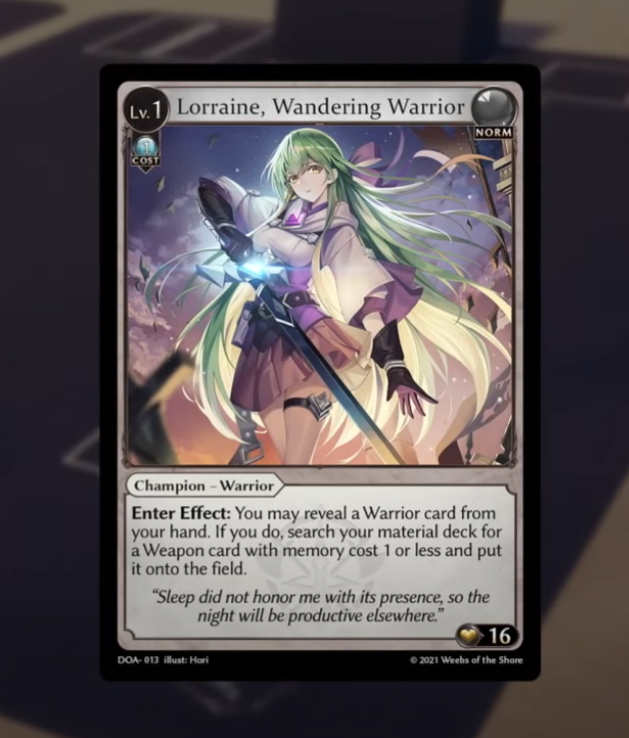 Lv.1 Lorraine, Wandering Warrior
NORM
1
COST
Champion – Warrior
Enter Effect: You may reveal a Warrior card from
your hand. If you do, search your material deck for
a Weapon card with memory cost 1 or less and put
it onto the field.
“Sleep did not honor me with its presence, so the
night will be productive elsewhere.”
16
DOA- 013 illust: Hori © 2021 Weebs of the Shore